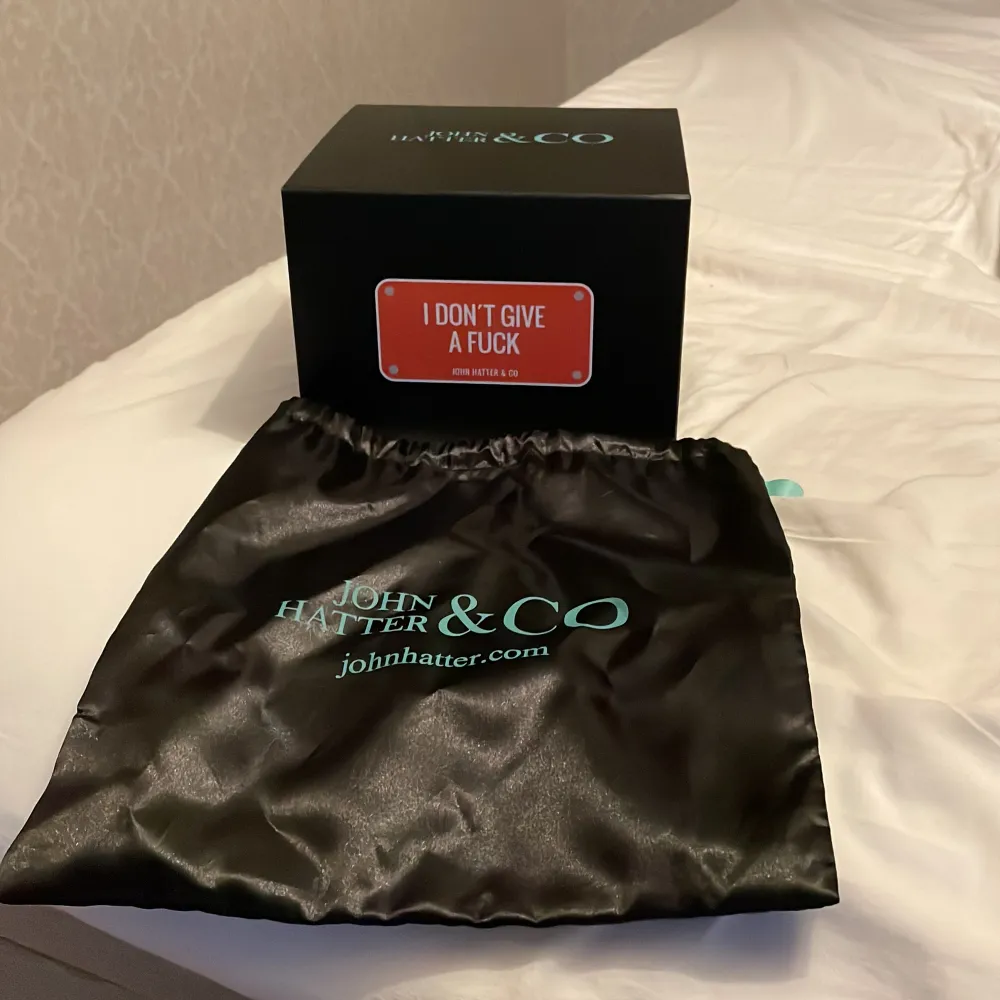 JOHN
HATTER & CO
I DON´T GIVE
A FUCK
JOHN HATTER & CO
JOHN
HATTER & CO
johnhatter.com